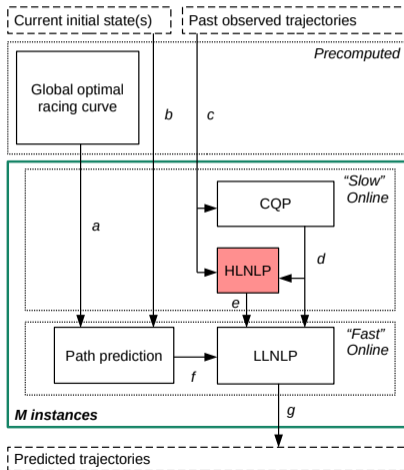 Current initial state(s)
Past observed trajectories
Precomputed
Global optimal
racing curve
b
c
a
“Slow”
Online
CQP
d
HLNLP
e
“Fast”
Online
Path prediction
LLNLP
f
g
M instances
Predicted trajectories